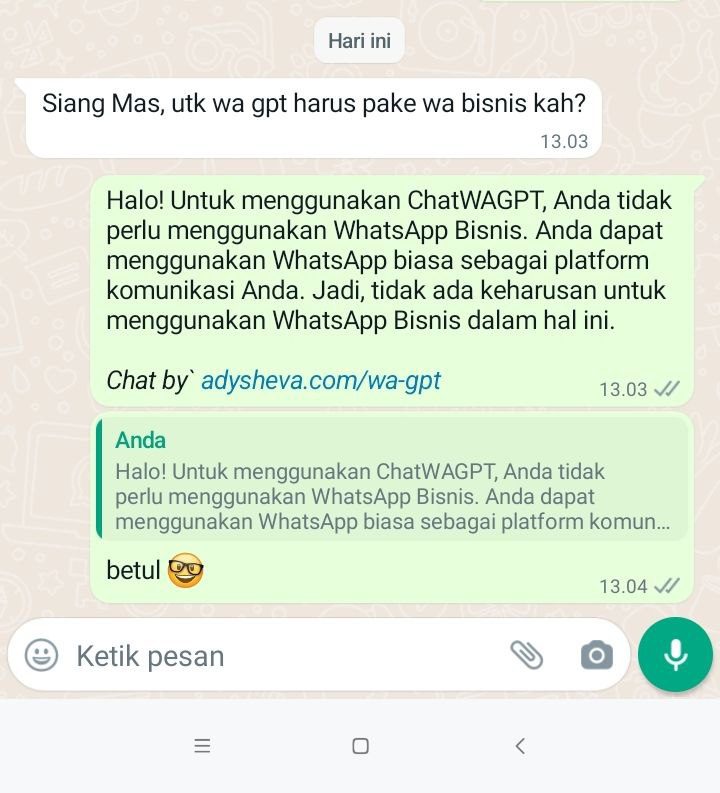 Hari ini
Siang Mas, utk wa gpt harus pake wa bisnis kah?
13.03
Halo! Untuk menggunakan ChatWAGPT, Anda tidak
perlu menggunakan WhatsApp Bisnis. Anda dapat
menggunakan WhatsApp biasa sebagai platform
komunikasi Anda. Jadi, tidak ada keharusan untuk
menggunakan WhatsApp Bisnis dalam hal ini.
Chat by` adysheva.com/wa-gpt
13.03
Anda
Halo! Untuk menggunakan ChatWAGPT, Anda tidak
perlu menggunakan WhatsApp Bisnis. Anda dapat
menggunakan WhatsApp biasa sebagai platform komun...
betul 🤓
13.04
Ketik pesan